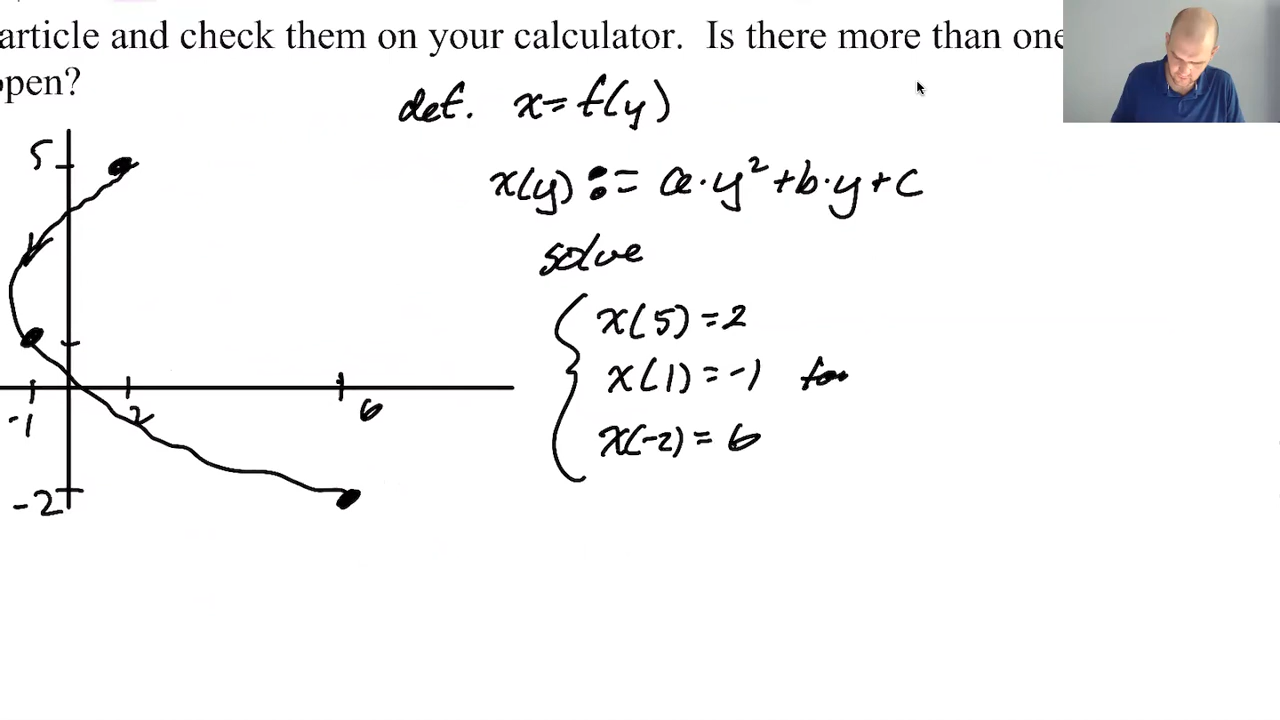 article and check them on your calculator. Is there more than one
open?
def. x=f(y)
x(y) := a·y²+b·y+c
solve
x(5)=2
x(1)=-1 for
x(-2)=6
5
-1
2
6
-2